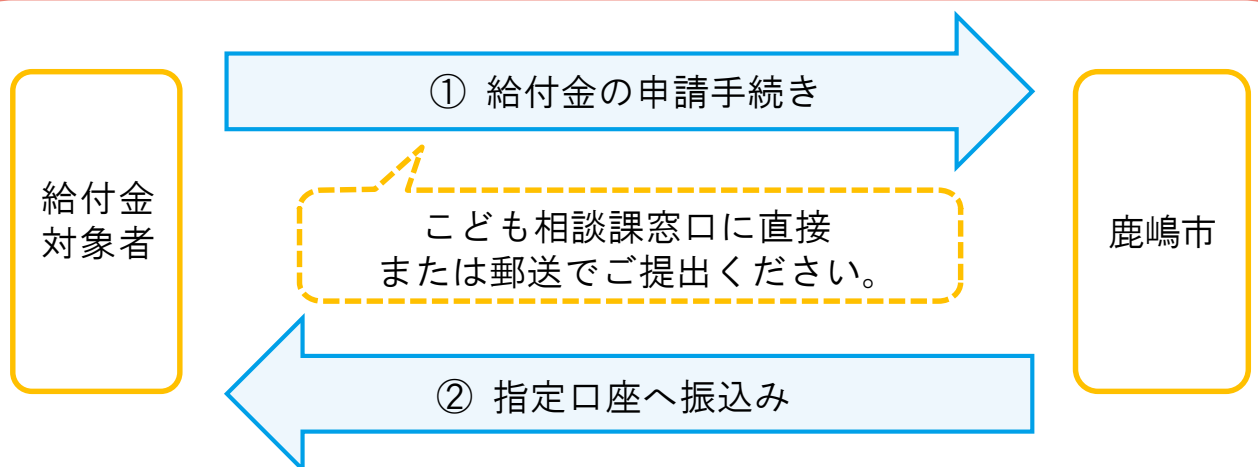 ① 給付金の申請手続き
給付金
対象者
こども相談課窓口に直接
または郵送でご提出ください。
鹿嶋市
② 指定口座へ振込み